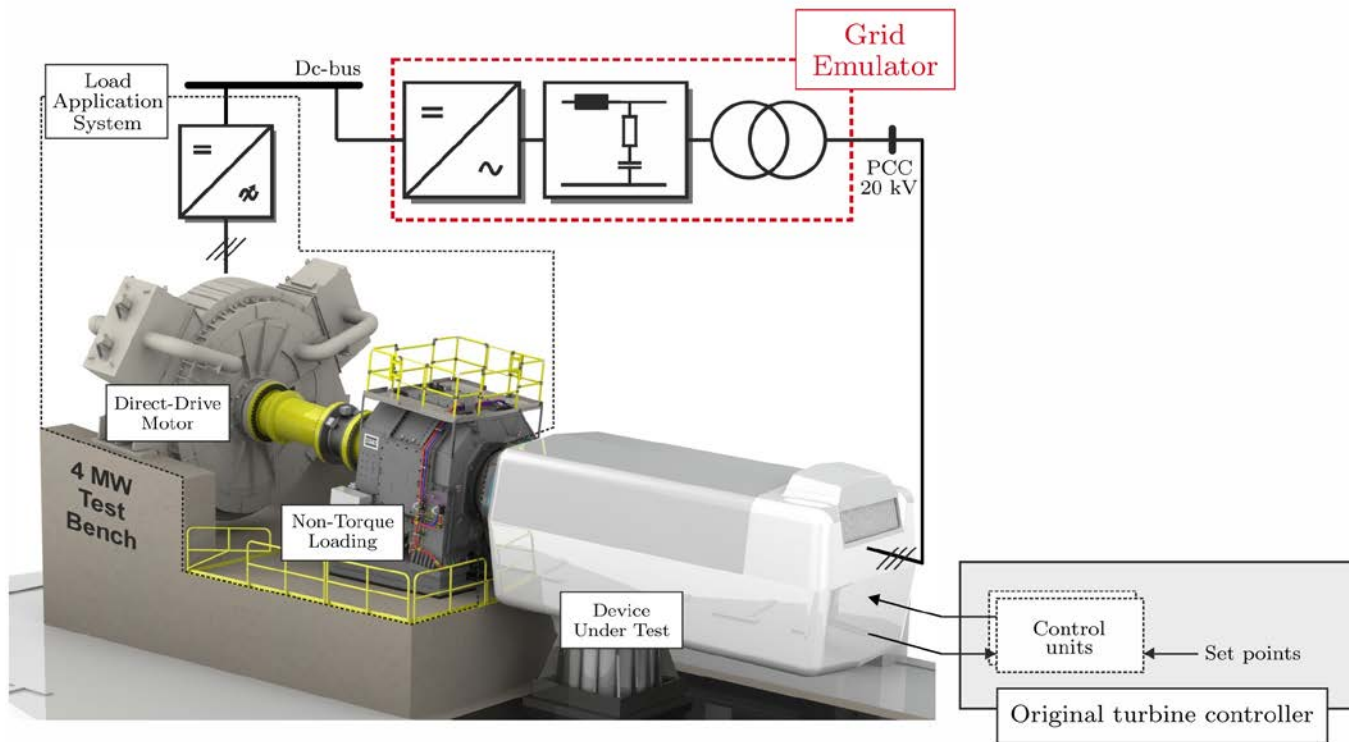 Grid
Emulator
Load
Application
System
Dc-bus
PCC
20 kV
Direct-Drive
Motor
4 MW
Test
Bench
Non-Torque
Loading
Device
Under Test
Control
units
Set points
Original turbine controller